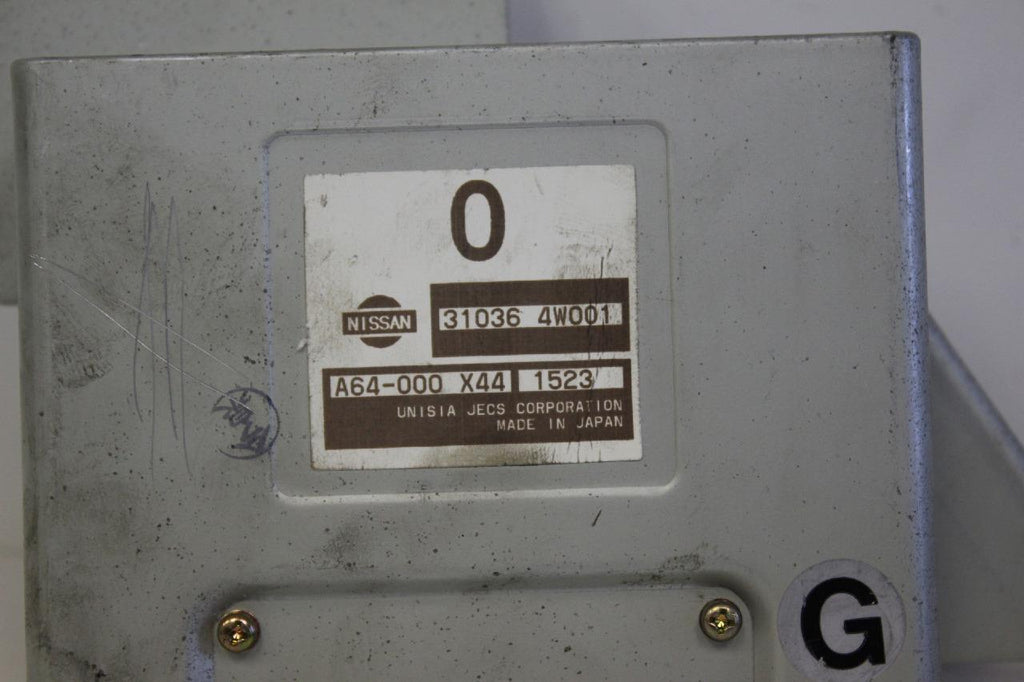 0
NISSAN
31036 4W001
A64-000 X44 1523
UNISIA JECS CORPORATION
MADE IN JAPAN
G